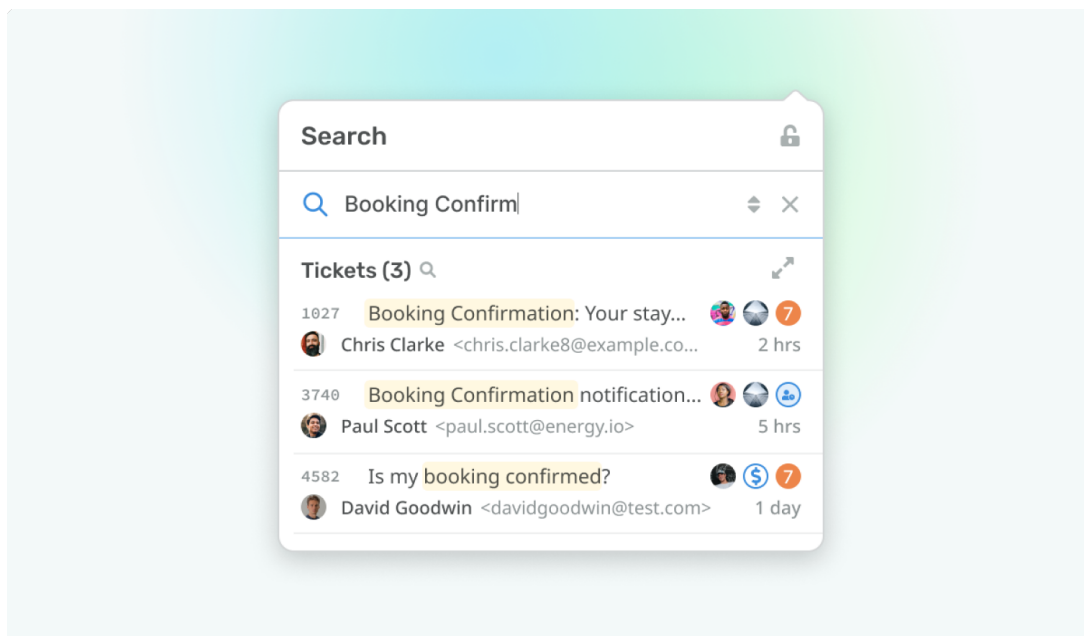 Search
Booking Confirm
Tickets (3)
1027 Booking Confirmation: Your stay... 7
Chris Clarke <chris.clarke8@example.co... 2 hrs
3740 Booking Confirmation notification...
Paul Scott <paul.scott@energy.io> 5 hrs
4582 Is my booking confirmed? $ 7
David Goodwin <davidgoodwin@test.com> 1 day